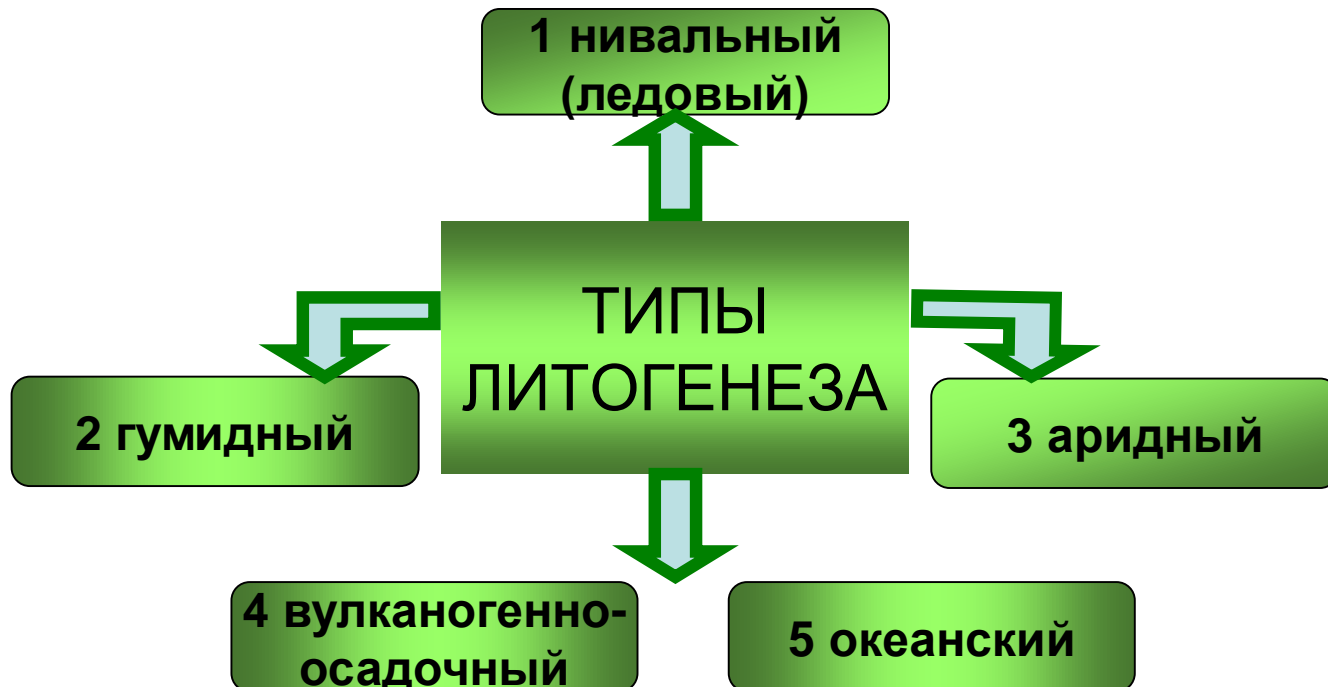 1 нивальный
(ледовый)
ТИПЫ
ЛИТОГЕНЕЗА
2 гумидный
3 аридный
4 вулканогенно-
осадочный
5 океанский